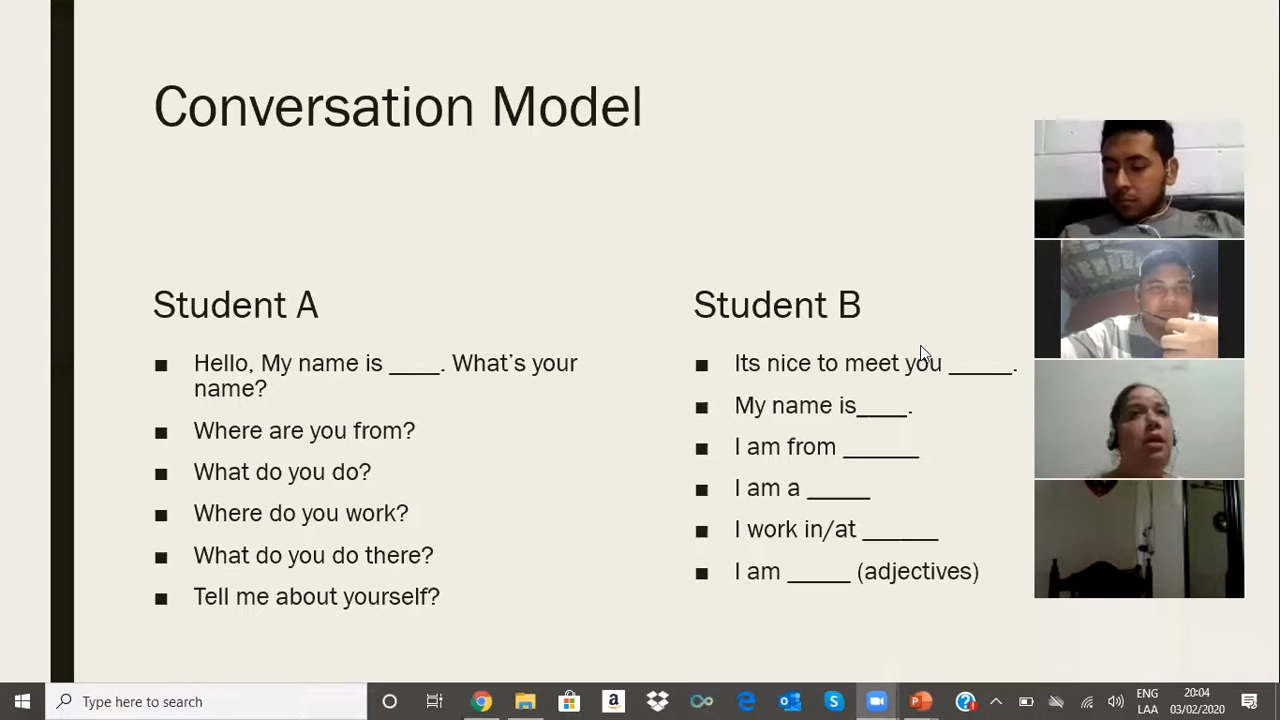 Conversation Model
Student A
Hello, My name is ____. What's your
name?
Where are you from?
What do you do?
Where do you work?
What do you do there?
Tell me about yourself?
Student B
Its nice to meet you _____.
My name is____.
I am from ______
I am a _____
I work in/at ______
I am _____ (adjectives)
Type here to search
ENG
LAA
20:04
03/02/2020